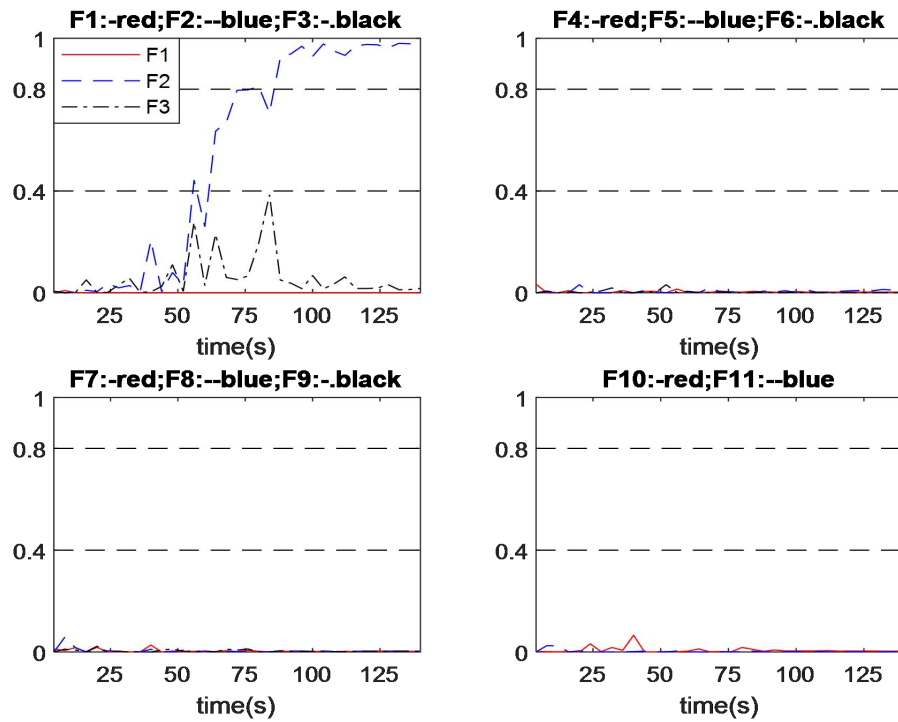 F1:-red;F2:--blue;F3:-.black
1
0.8
0.4
0
F1
F2
F3
25 50 75 100 125
time(s)
F4:-red;F5:--blue;F6:-.black
1
0.8
0.4
0
25 50 75 100 125
time(s)
F7:-red;F8:--blue;F9:-.black
1
0.8
0.4
0
25 50 75 100 125
time(s)
F10:-red;F11:--blue
1
0.8
0.4
0
25 50 75 100 125
time(s)